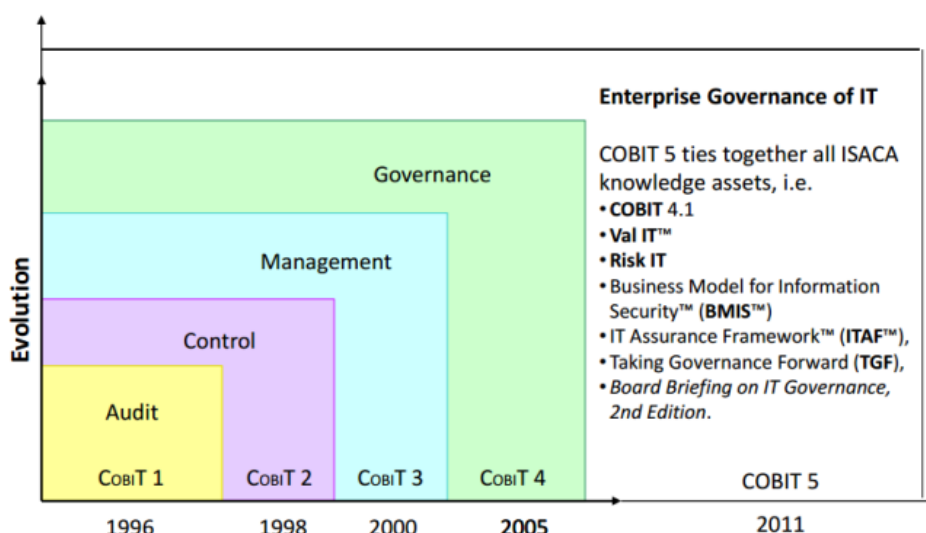 Enterprise Governance of IT
COBIT 5 ties together all ISACA
knowledge assets, i.e.
• COBIT 4.1
• Val IT™
• Risk IT
• Business Model for Information
Security™ (BMIS™)
• IT Assurance Framework™ (ITAF™),
• Taking Governance Forward (TGF),
• Board Briefing on IT Governance,
2nd Edition.
Governance
Management
Control
Audit
Evolution
COBIT 1
COBIT 2
COBIT 3
COBIT 4
COBIT 5
1996
1998
2000
2005
2011